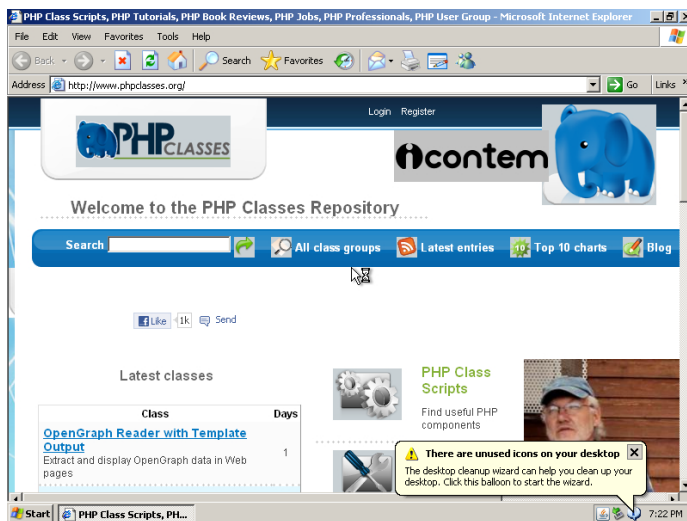 PHP Class Scripts, PHP Tutorials, PHP Book Reviews, PHP Jobs, PHP Professionals, PHP User Group - Microsoft Internet Explorer
File Edit View Favorites Tools Help
Back Search Favorites
Address http://www.phpclasses.org/ Go Links »
Login Register
PHPCLASSES
icontem
Welcome to the PHP Classes Repository
Search All class groups Latest entries 10 Top 10 charts Blog
Like 1k Send
Latest classes
Class Days
OpenGraph Reader with Template
Output
Extract and display OpenGraph data in Web
pages
1
PHP Class
Scripts
Find useful PHP
components
There are unused icons on your desktop
The desktop cleanup wizard can help you clean up your
desktop. Click this balloon to start the wizard.
Start PHP Class Scripts, PH... 7:22 PM